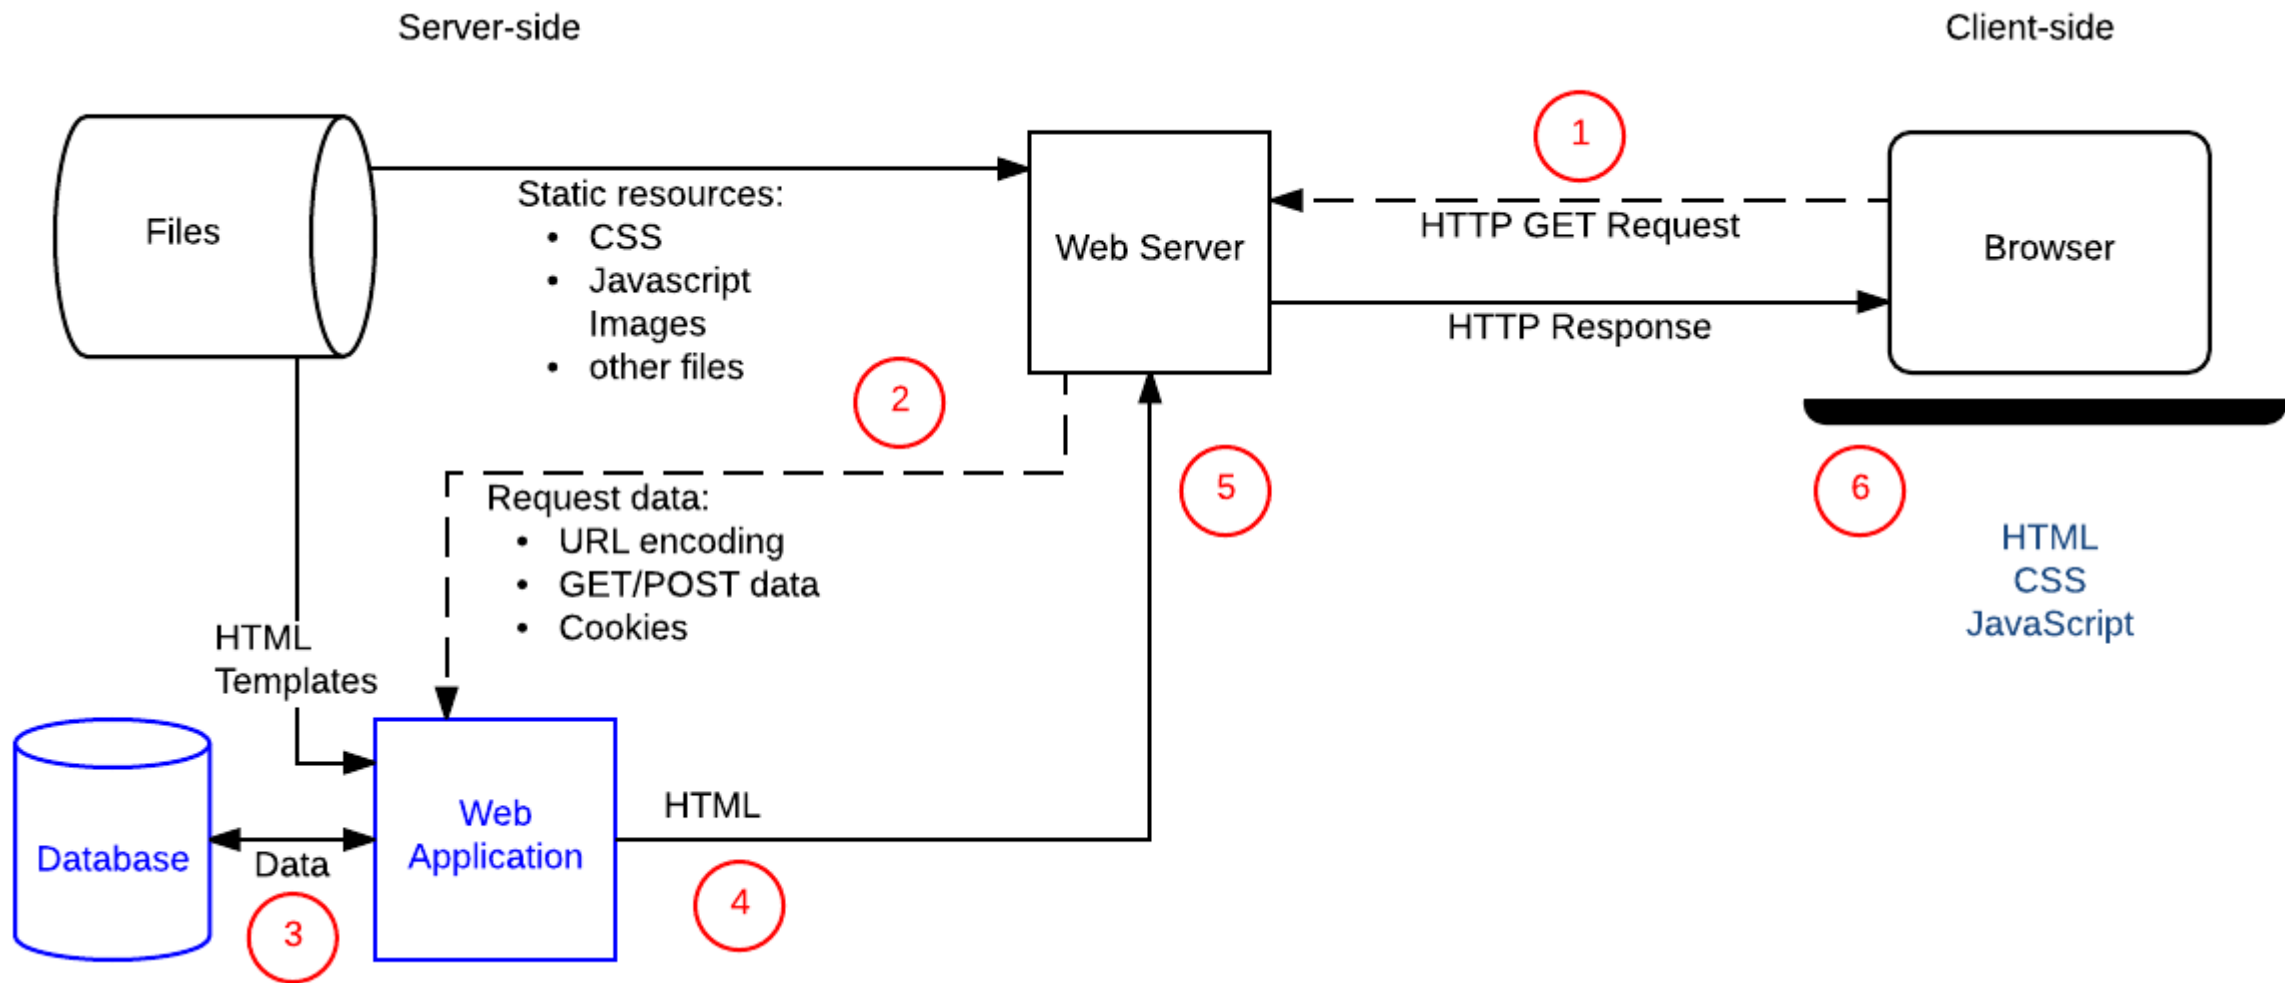 Server-side
Client-side
1
Files
Static resources:
• CSS
• Javascript
Images
• other files
Web Server
HTTP GET Request
HTTP Response
Browser
2
Request data:
• URL encoding
• GET/POST data
• Cookies
5
6
HTML
CSS
JavaScript
HTML
Templates
Database
Data
3
Web
Application
HTML
4